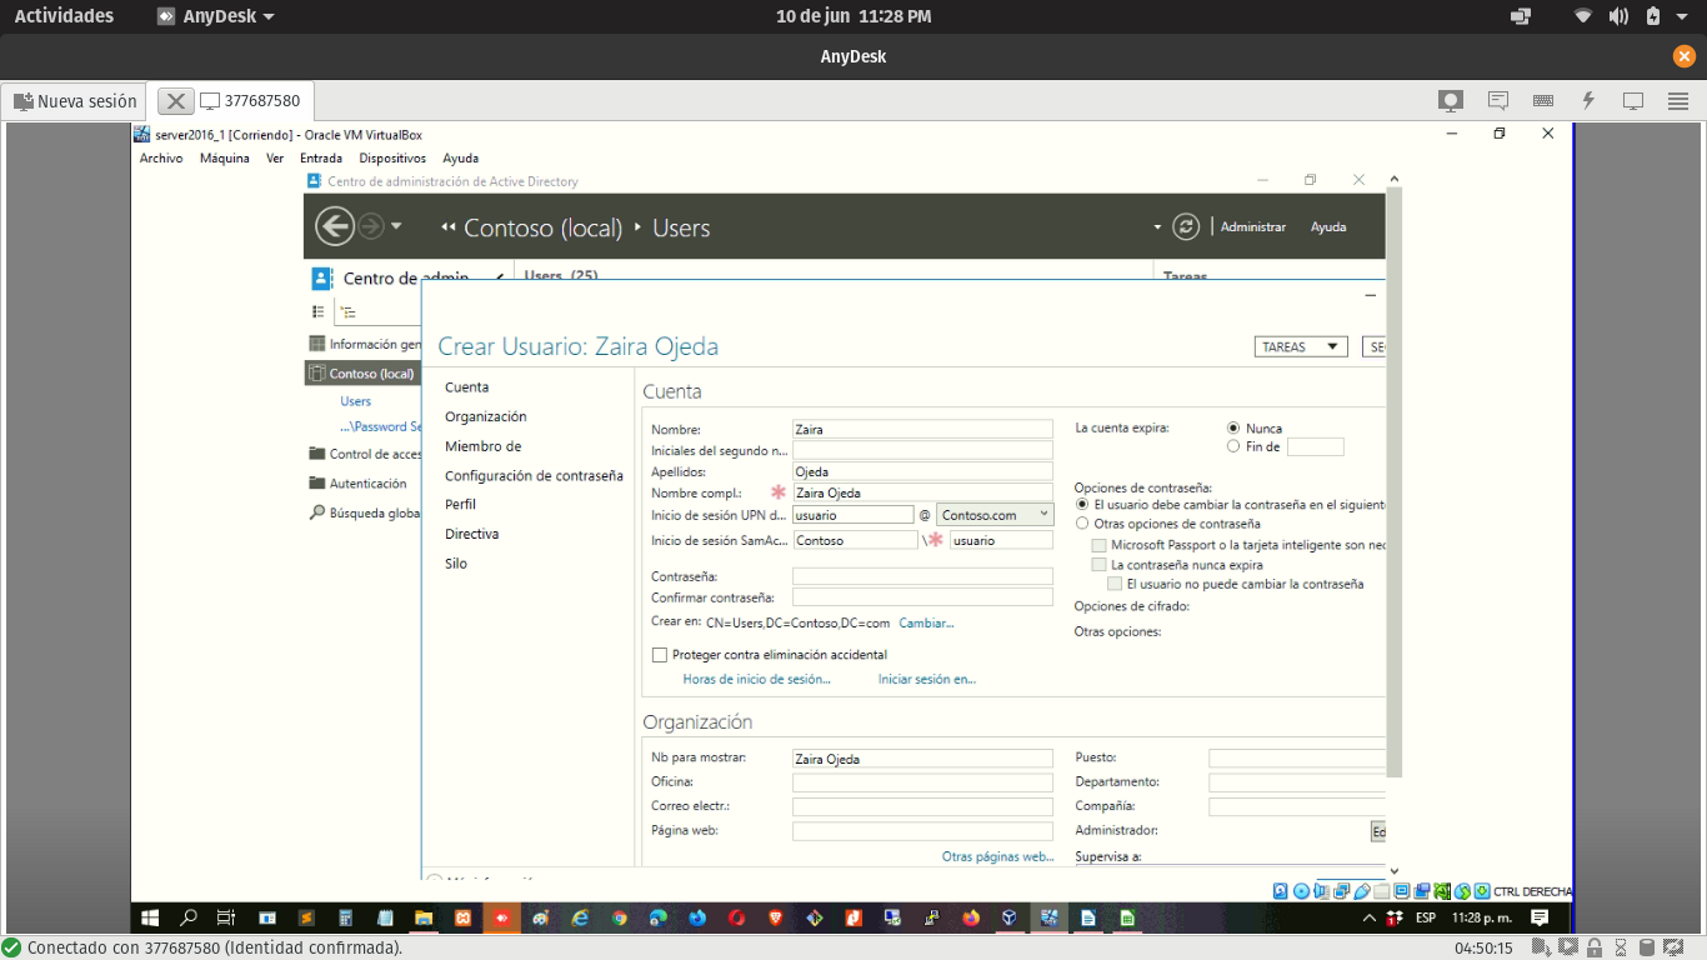 Actividades AnyDesk 10 de jun 11:28 PM
AnyDesk
Nueva sesión 377687580
server2016_1 [Corriendo] - Oracle VM VirtualBox
Archivo Máquina Ver Entrada Dispositivos Ayuda
Centro de administración de Active Directory
Contoso (local) Users Administrar Ayuda
Centro de admin Users (25) Tareas
Información gen
Contoso (local)
Users
...\Password Se
Control de acces
Autenticación
Búsqueda globa
Crear Usuario: Zaira Ojeda
TAREAS SE
Cuenta
Organización
Miembro de
Configuración de contraseña
Perfil
Directiva
Silo
Cuenta
Nombre: Zaira
Iniciales del segundo n...
Apellidos: Ojeda
Nombre compl.: * Zaira Ojeda
Inicio de sesión UPN d... usuario @ Contoso.com
Inicio de sesión SamAc... Contoso \* usuario
Contraseña:
Confirmar contraseña:
Crear en: CN=Users,DC=Contoso,DC=com Cambiar...
Proteger contra eliminación accidental
Horas de inicio de sesión... Iniciar sesión en...
La cuenta expira: Nunca
Fin de
Opciones de contraseña:
El usuario debe cambiar la contraseña en el siguiente
Otras opciones de contraseña
Microsoft Passport o la tarjeta inteligente son nec
La contraseña nunca expira
El usuario no puede cambiar la contraseña
Opciones de cifrado:
Otras opciones:
Organización
Nb para mostrar: Zaira Ojeda
Oficina:
Correo electr.:
Página web:
Otras páginas web...
Puesto:
Departamento:
Compañía:
Administrador: Ed
Supervisa a:
CTRL DERECHA
ESP 11:28 p. m.
Conectado con 377687580 (Identidad confirmada). 04:50:15